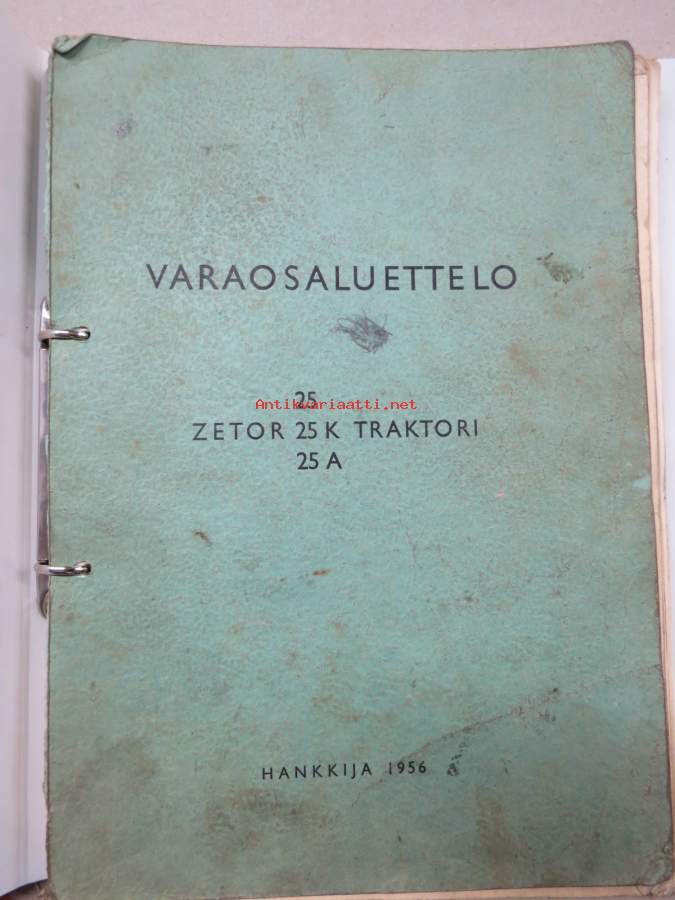 VARAOSALUETTELO
25
Antikvariaatti.net
ZETOR 25 K TRAKTORI
25 A
HANKKIJA 1956